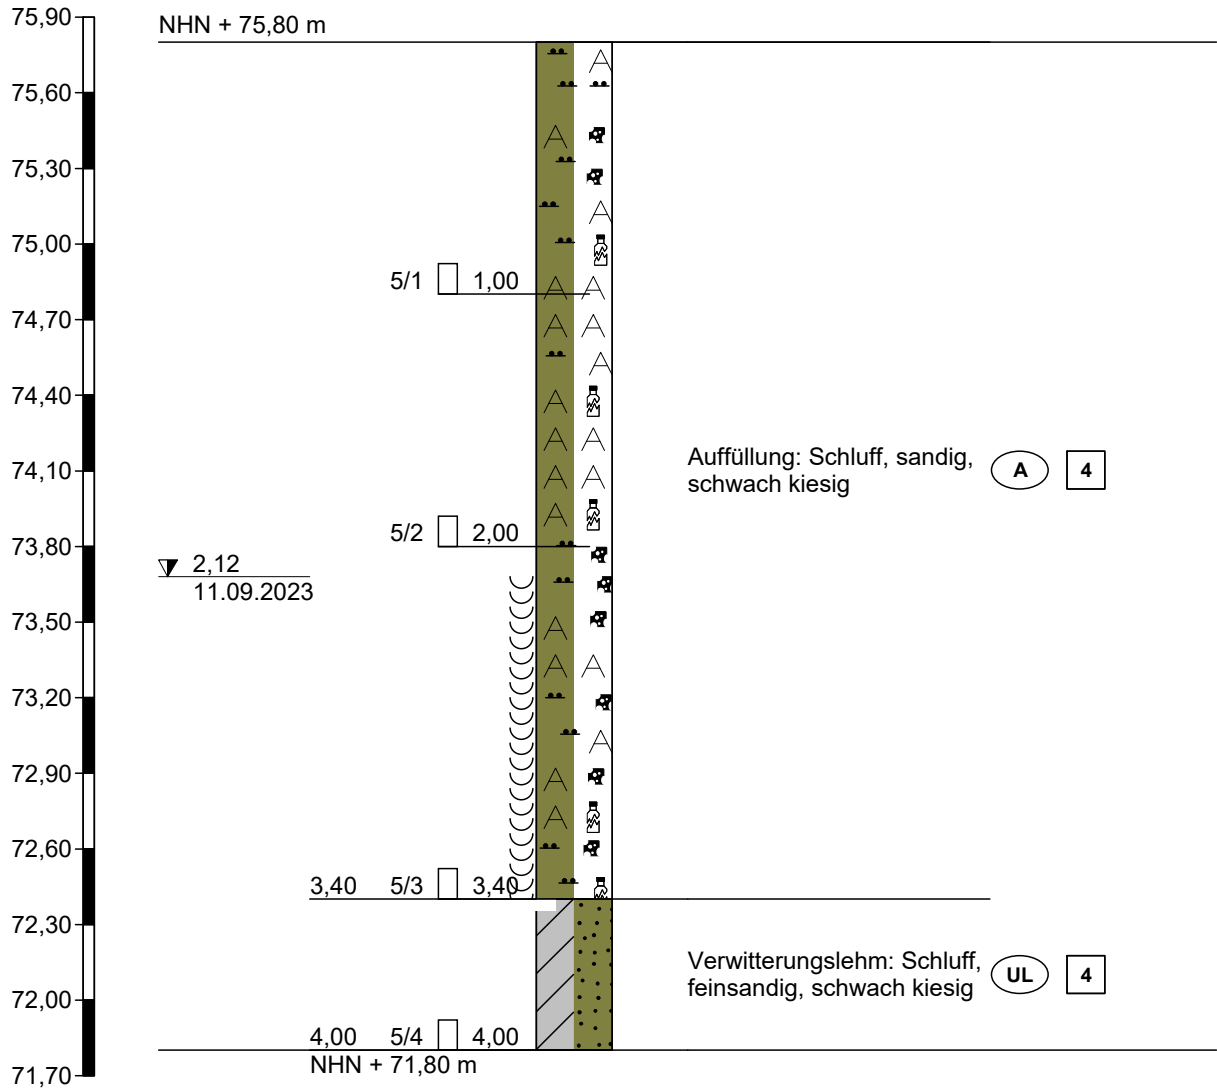 75,90
NHN + 75,80 m
75,60
75,30
75,00
5/1 1,00
74,70
74,40
74,10
Auffüllung: Schluff, sandig,
schwach kiesig
A 4
5/2 2,00
73,80
2,12
11.09.2023
73,50
73,20
72,90
72,60
3,40 5/3 3,40
72,30
Verwitterungslehm: Schluff,
feinsandig, schwach kiesig
UL 4
72,00
4,00 5/4 4,00
NHN + 71,80 m
71,70